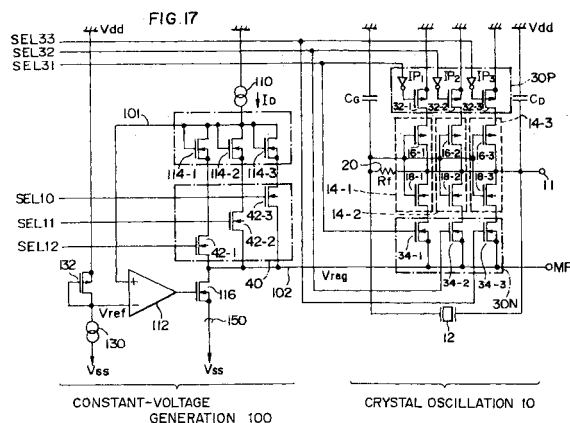 FIG.17
SEL33
SEL32
SEL31
Vdd
Vdd
110
ID
101
IP1
IP2
IP3
30P
32-1
32-2
32-3
CG
CD
14-3
114-1
114-2
114-3
16-1
16-2
16-3
20
Rf
11
18-1
18-2
18-3
SEL10
SEL11
SEL12
42-3
42-2
42-1
14-1
14-2
34-1
34-2
34-3
132
40
102
Vreg
MP
30N
116
Vref
112
150
12
130
Vss
Vss
CONSTANT-VOLTAGE
GENERATION 100
CRYSTAL OSCILLATION 10